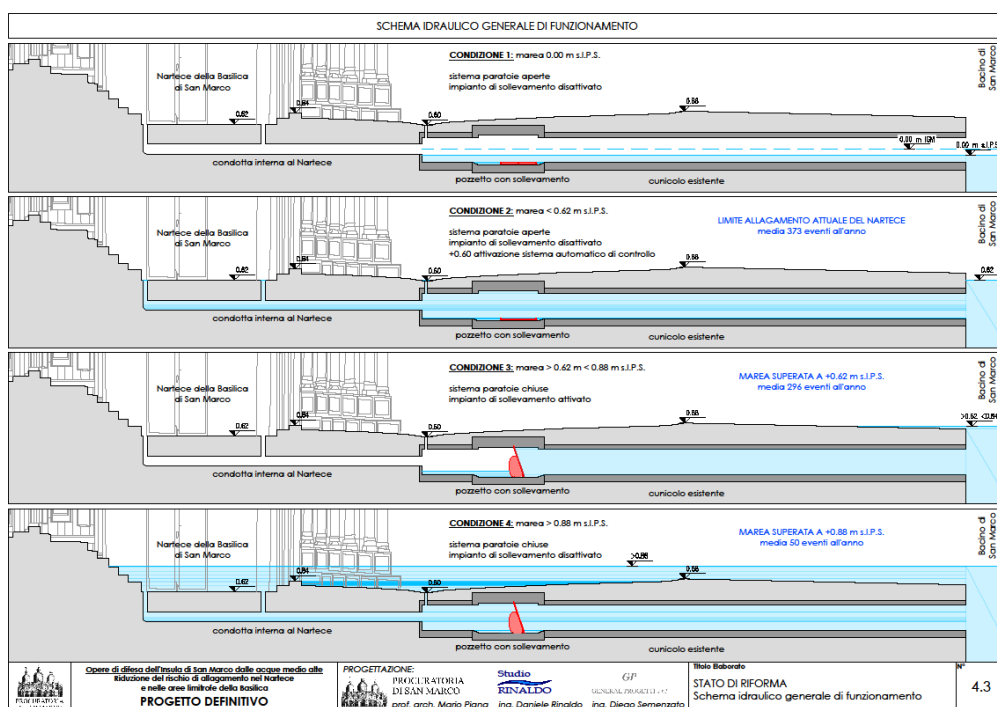 SCHEMA IDRAULICO GENERALE DI FUNZIONAMENTO
CONDIZIONE 1: marea 0.00 m s.l.P.S.
sistema paratoie aperte
impianto di sollevamento disattivato
Nartece della Basilica
di San Marco
Bacino di
San Marco
0.62
0.64
0.60
0.88
0.00 m IGM
0.00 m s.l.P.S.
condotta interna al Nartece
pozzetto con sollevamento
cunicolo esistente
CONDIZIONE 2: marea < 0.62 m s.l.P.S.
sistema paratoie aperte
impianto di sollevamento disattivato
+0.60 attivazione sistema automatico di controllo
LIMITE ALLAGAMENTO ATTUALE DEL NARTECE
media 373 eventi all'anno
Nartece della Basilica
di San Marco
Bacino di
San Marco
0.62
0.64
0.60
0.88
0.62
condotta interna al Nartece
pozzetto con sollevamento
cunicolo esistente
CONDIZIONE 3: marea > 0.62 m < 0.88 m s.l.P.S.
sistema paratoie chiuse
impianto di sollevamento attivato
MAREA SUPERATA A +0.62 m s.l.P.S.
media 296 eventi all'anno
Nartece della Basilica
di San Marco
Bacino di
San Marco
0.62
0.64
0.60
0.88
condotta interna al Nartece
pozzetto con sollevamento
cunicolo esistente
CONDIZIONE 4: marea > 0.88 m s.l.P.S.
sistema paratoie chiuse
impianto di sollevamento disattivato
MAREA SUPERATA A +0.88 m s.l.P.S.
media 50 eventi all'anno
Nartece della Basilica
di San Marco
Bacino di
San Marco
>0.88
0.62
0.64
0.60
0.88
condotta interna al Nartece
pozzetto con sollevamento
cunicolo esistente
PROCURATORIA
Opere di difesa dell'Insula di San Marco dalle acque medio alte
Riduzione del rischio di allagamento nel Nartece
e nelle aree limitrofe della Basilica
PROGETTO DEFINITIVO
PROGETTAZIONE:
PROCURATORIA
DI SAN MARCO
prof. arch. Mario Piana
Studio
RINALDO
ing. Daniele Rinaldo
GP
GENERAL PROGETTI
ing. Diego Semenzato
Titolo Elaborato
STATO DI RIFORMA
Schema idraulico generale di funzionamento
N°
4.3